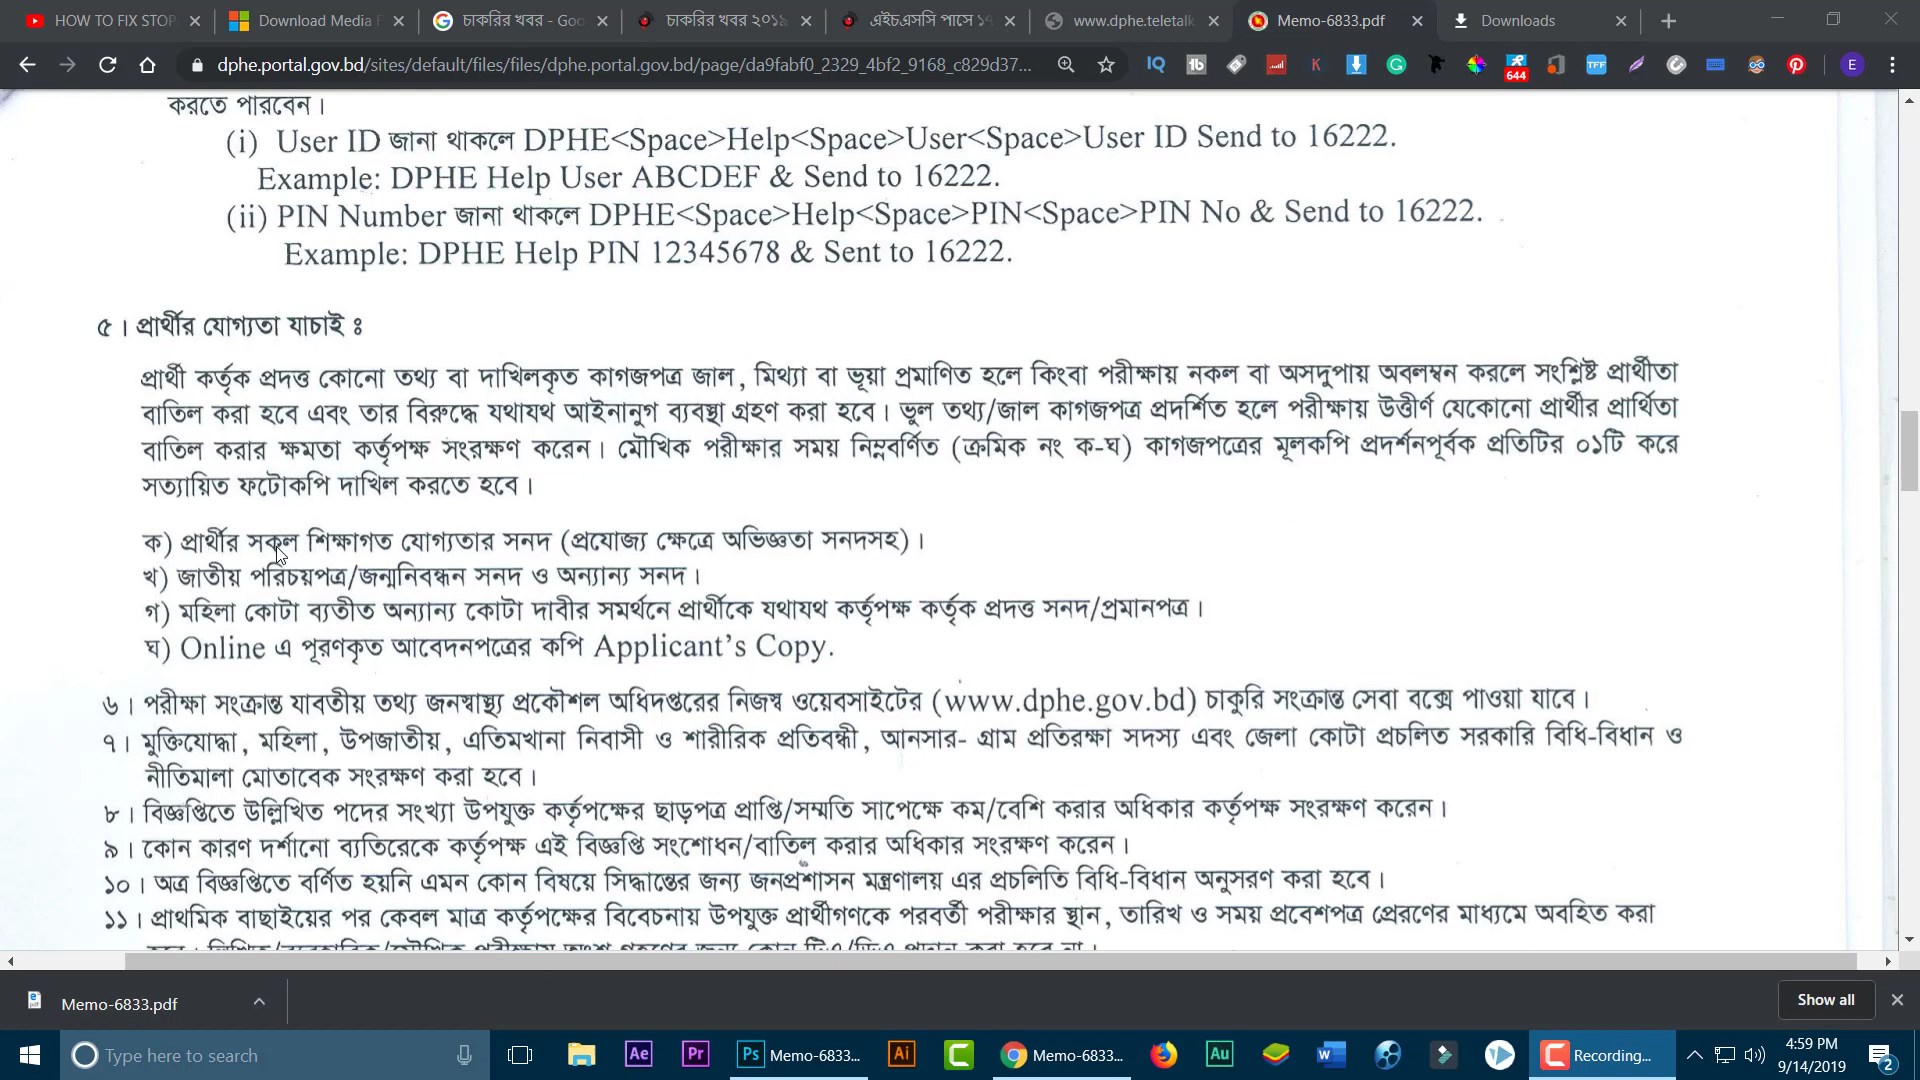 HOW TO FIX STOP
Download Media F
চাকরির খবর - Goo
চাকরির খবর ২০১৯
এইচএসসি পাসে ১৭
www.dphe.teletalk
Memo-6833.pdf
Downloads
dphe.portal.gov.bd/sites/default/files/files/dphe.portal.gov.bd/page/da9fabf0_2329_4bf2_9168_c829d37...
644
করতে পারবেন।
(i) User ID জানা থাকলে DPHE<Space>Help<Space>User<Space>User ID Send to 16222.
Example: DPHE Help User ABCDEF & Send to 16222.
(ii) PIN Number জানা থাকলে DPHE<Space>Help<Space>PIN<Space>PIN No & Send to 16222.
Example: DPHE Help PIN 12345678 & Sent to 16222.
৫। প্রার্থীর যোগ্যতা যাচাই ঃ
প্রার্থী কর্তৃক প্রদত্ত কোনো তথ্য বা দাখিলকৃত কাগজপত্র জাল, মিথ্যা বা ভূয়া প্রমাণিত হলে কিংবা পরীক্ষায় নকল বা অসদুপায় অবলম্বন করলে সংশ্লিষ্ট প্রার্থীতা
বাতিল করা হবে এবং তার বিরুদ্ধে যথাযথ আইনানুগ ব্যবস্থা গ্রহণ করা হবে। ভুল তথ্য/জাল কাগজপত্র প্রদর্শিত হলে পরীক্ষায় উত্তীর্ণ যেকোনো প্রার্থীর প্রার্থিতা
বাতিল করার ক্ষমতা কর্তৃপক্ষ সংরক্ষণ করেন। মৌখিক পরীক্ষার সময় নিম্নবর্ণিত (ক্রমিক নং ক-ঘ) কাগজপত্রের মূলকপি প্রদর্শনপূর্বক প্রতিটির ০১টি করে
সত্যায়িত ফটোকপি দাখিল করতে হবে।
ক) প্রার্থীর সকল শিক্ষাগত যোগ্যতার সনদ (প্রযোজ্য ক্ষেত্রে অভিজ্ঞতা সনদসহ)।
খ) জাতীয় পরিচয়পত্র/জন্মনিবন্ধন সনদ ও অন্যান্য সনদ।
গ) মহিলা কোটা ব্যতীত অন্যান্য কোটা দাবীর সমর্থনে প্রার্থীকে যথাযথ কর্তৃপক্ষ কর্তৃক প্রদত্ত সনদ/প্রমানপত্র।
ঘ) Online এ পূরণকৃত আবেদনপত্রের কপি Applicant's Copy.
৬। পরীক্ষা সংক্রান্ত যাবতীয় তথ্য জনস্বাস্থ্য প্রকৌশল অধিদপ্তরের নিজস্ব ওয়েবসাইটের (www.dphe.gov.bd) চাকুরি সংক্রান্ত সেবা বক্সে পাওয়া যাবে।
৭। মুক্তিযোদ্ধা, মহিলা, উপজাতীয়, এতিমখানা নিবাসী ও শারীরিক প্রতিবন্ধী, আনসার- গ্রাম প্রতিরক্ষা সদস্য এবং জেলা কোটা প্রচলিত সরকারি বিধি-বিধান ও
নীতিমালা মোতাবেক সংরক্ষণ করা হবে।
৮। বিজ্ঞপ্তিতে উল্লিখিত পদের সংখ্যা উপযুক্ত কর্তৃপক্ষের ছাড়পত্র প্রাপ্তি/সম্মতি সাপেক্ষে কম/বেশি করার অধিকার কর্তৃপক্ষ সংরক্ষণ করেন।
৯। কোন কারণ দর্শানো ব্যতিরেকে কর্তৃপক্ষ এই বিজ্ঞপ্তি সংশোধন/বাতিল করার অধিকার সংরক্ষণ করেন।
১০। অত্র বিজ্ঞপ্তিতে বর্ণিত হয়নি এমন কোন বিষয়ে সিদ্ধান্তের জন্য জনপ্রশাসন মন্ত্রণালয় এর প্রচলিতি বিধি-বিধান অনুসরণ করা হবে।
১১। প্রাথমিক বাছাইয়ের পর কেবল মাত্র কর্তৃপক্ষের বিবেচনায় উপযুক্ত প্রার্থীগণকে পরবর্তী পরীক্ষার স্থান, তারিখ ও সময় প্রবেশপত্র প্রেরণের মাধ্যমে অবহিত করা
Memo-6833.pdf
Show all
Type here to search
Memo-6833...
Memo-6833...
Recording...
4:59 PM
9/14/2019
2